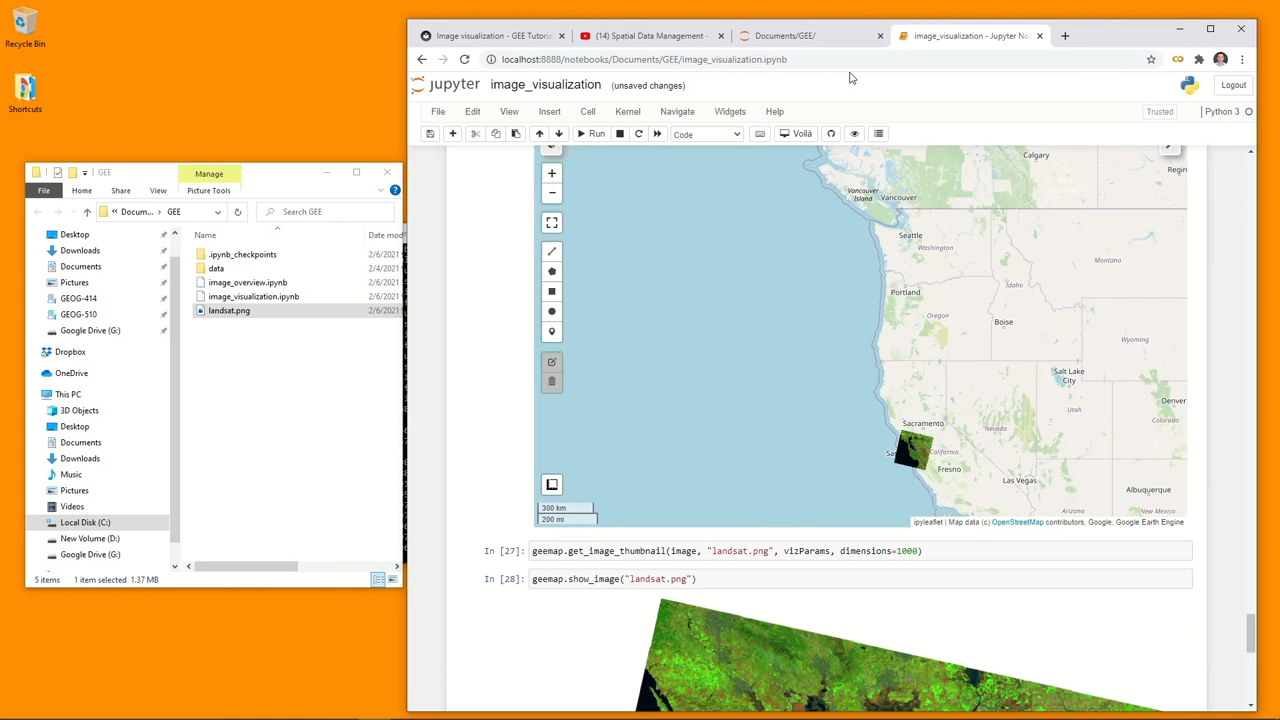 Recycle Bin
Shortcuts
GEE
Manage
File
Home
Share
View
Picture Tools
Docum...
GEE
Search GEE
Name
Date mod
Desktop
Downloads
Documents
Pictures
GEOG-414
GEOG-510
Google Drive (G:)
Dropbox
OneDrive
This PC
3D Objects
Desktop
Documents
Downloads
Music
Pictures
Videos
Local Disk (C:)
New Volume (D:)
Google Drive (G:)
.ipynb_checkpoints 2/6/2021
data 2/4/2021
image_overview.ipynb 2/6/2021
image_visualization.ipynb 2/6/2021
landsat.png 2/6/2021
5 items 1 item selected 1.37 MB
Image visualization - GEE Tutoria
(14) Spatial Data Management -
Documents/GEE/
image_visualization - Jupyter No
localhost:8888/notebooks/Documents/GEE/image_visualization.ipynb
jupyter image_visualization (unsaved changes)
Logout
File Edit View Insert Cell Kernel Navigate Widgets Help
Trusted
Python 3
Run
Code
Voilà
Calgary
Regin
Vancouver
Island
Vancouver
Seattle
Washington
Montana
Portland
Oregon
Idaho
Boise
Wyoming
Salt Lake
City
Denver
Utah
Colorado
Sacramento
Nevada
California
Fresno
Las Vegas
Albuquerque
Arizona
New Mexico
300 km
200 mi
ipyleaflet | Map data (c) OpenStreetMap contributors, Google. Google Earth Engine
In [27]: geemap.get_image_thumbnail(image, "landsat.png", vizParams, dimensions=1000)
In [28]: geemap.show_image("landsat.png")